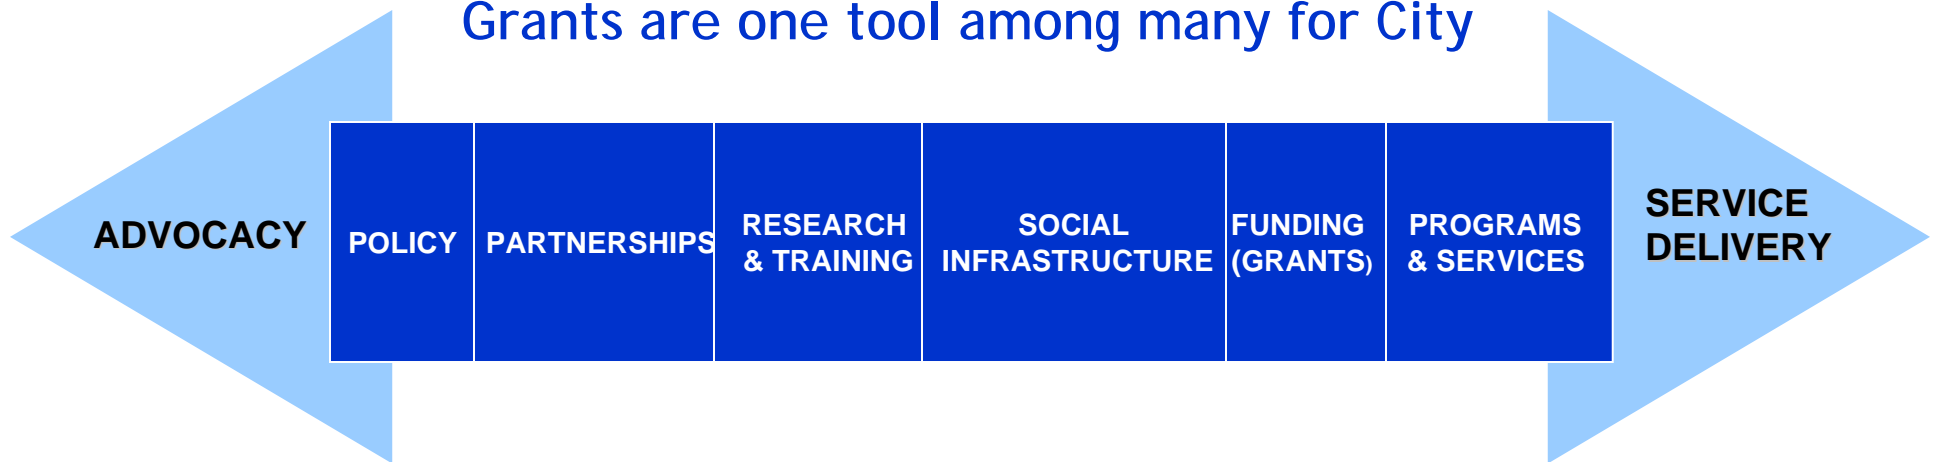 Grants are one tool among many for City
ADVOCACY
POLICY
PARTNERSHIPS
RESEARCH
& TRAINING
SOCIAL
INFRASTRUCTURE
FUNDING
(GRANTS)
PROGRAMS
& SERVICES
SERVICE
DELIVERY